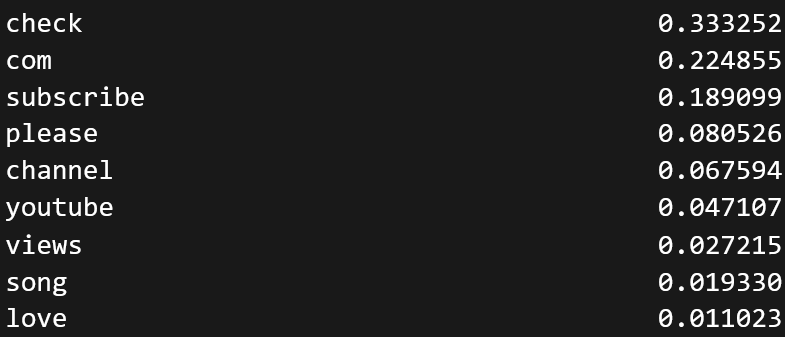 check 0.333252
com 0.224855
subscribe 0.189099
please 0.080526
channel 0.067594
youtube 0.047107
views 0.027215
song 0.019330
love 0.011023